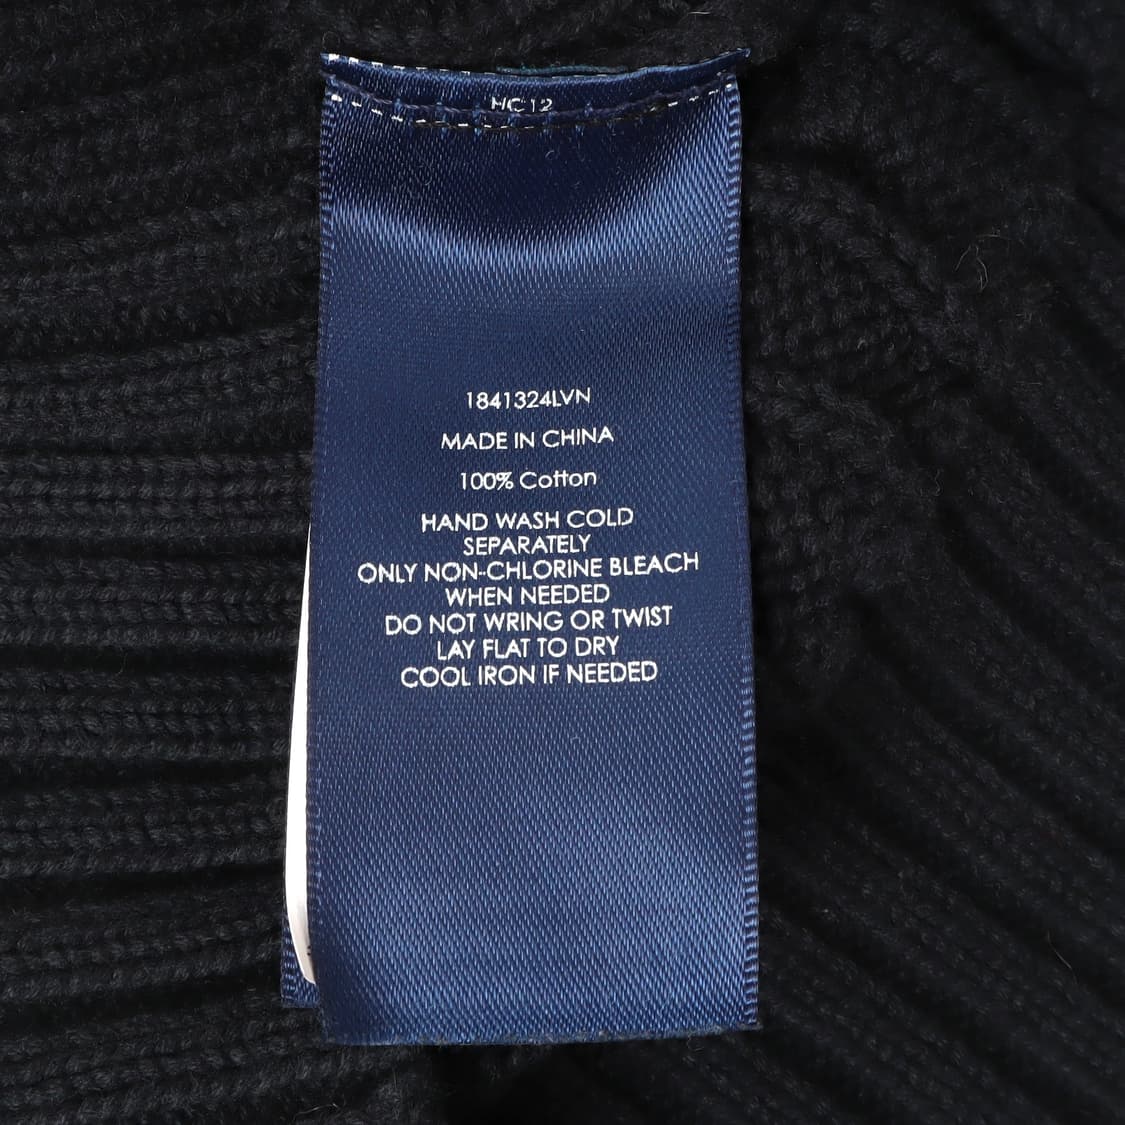 HC12
1841324LVN
MADE IN CHINA
100% Cotton
HAND WASH COLD
SEPARATELY
ONLY NON-CHLORINE BLEACH
WHEN NEEDED
DO NOT WRING OR TWIST
LAY FLAT TO DRY
COOL IRON IF NEEDED